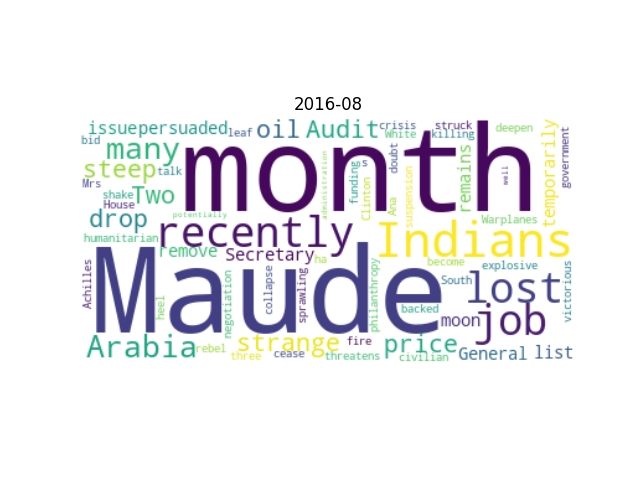 2016-08
issue persuaded leaf oil Audit crisis struck deepen
bid White killing
many month doubt temporarily government
Mrs steep talk
shake Two House
administration funding s Clinton Ana suspension remains well
drop potentially Warplanes
humanitarian recently Indians
remove Secretary ha
Achilles Maude become explosive
heel negotiation collapse sprawling philanthropy South lost victorious
backed moon job
Arabia strange fire price General list
rebel three cease threatens civilian